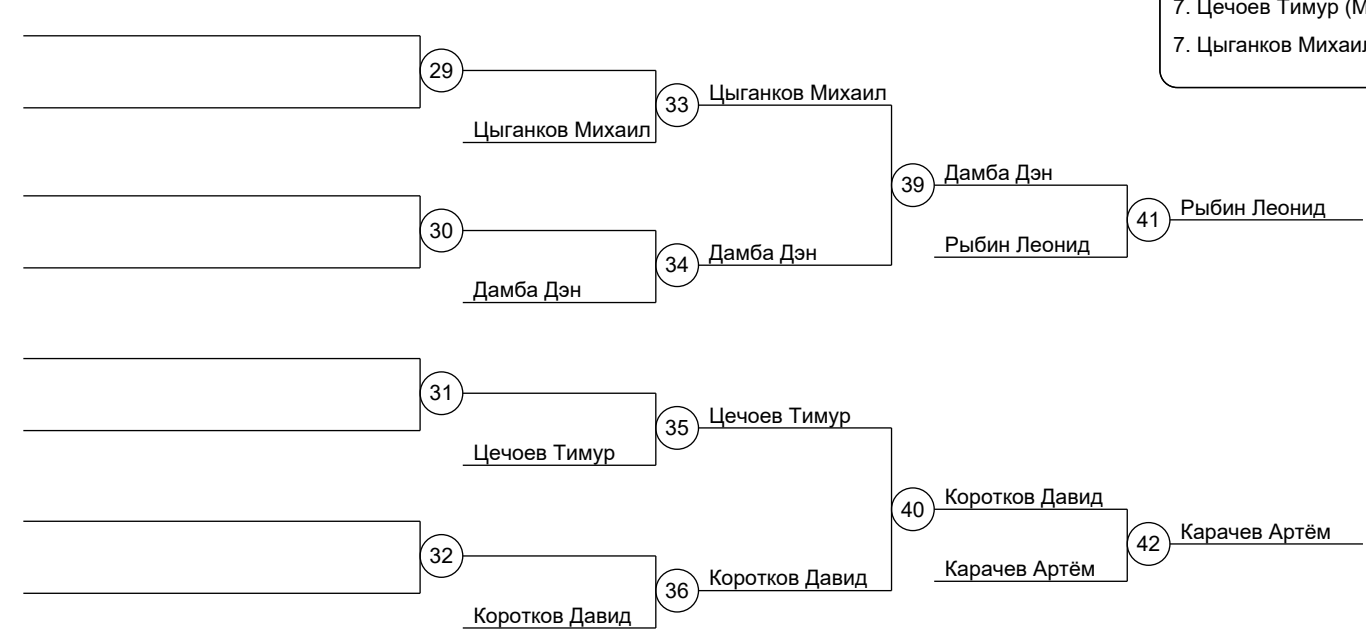 7. Цечоев Тимур (М
7. Цыганков Михаил
29
Цыганков Михаил
33
Цыганков Михаил
Цыганков Михаил
39
Дамба Дэн
30
41
Рыбин Леонид
34
Дамба Дэн
Рыбин Леонид
Дамба Дэн
31
35
Цечоев Тимур
Цечоев Тимур
40
Коротков Давид
32
42
Карачев Артём
36
Коротков Давид
Карачев Артём
Коротков Давид